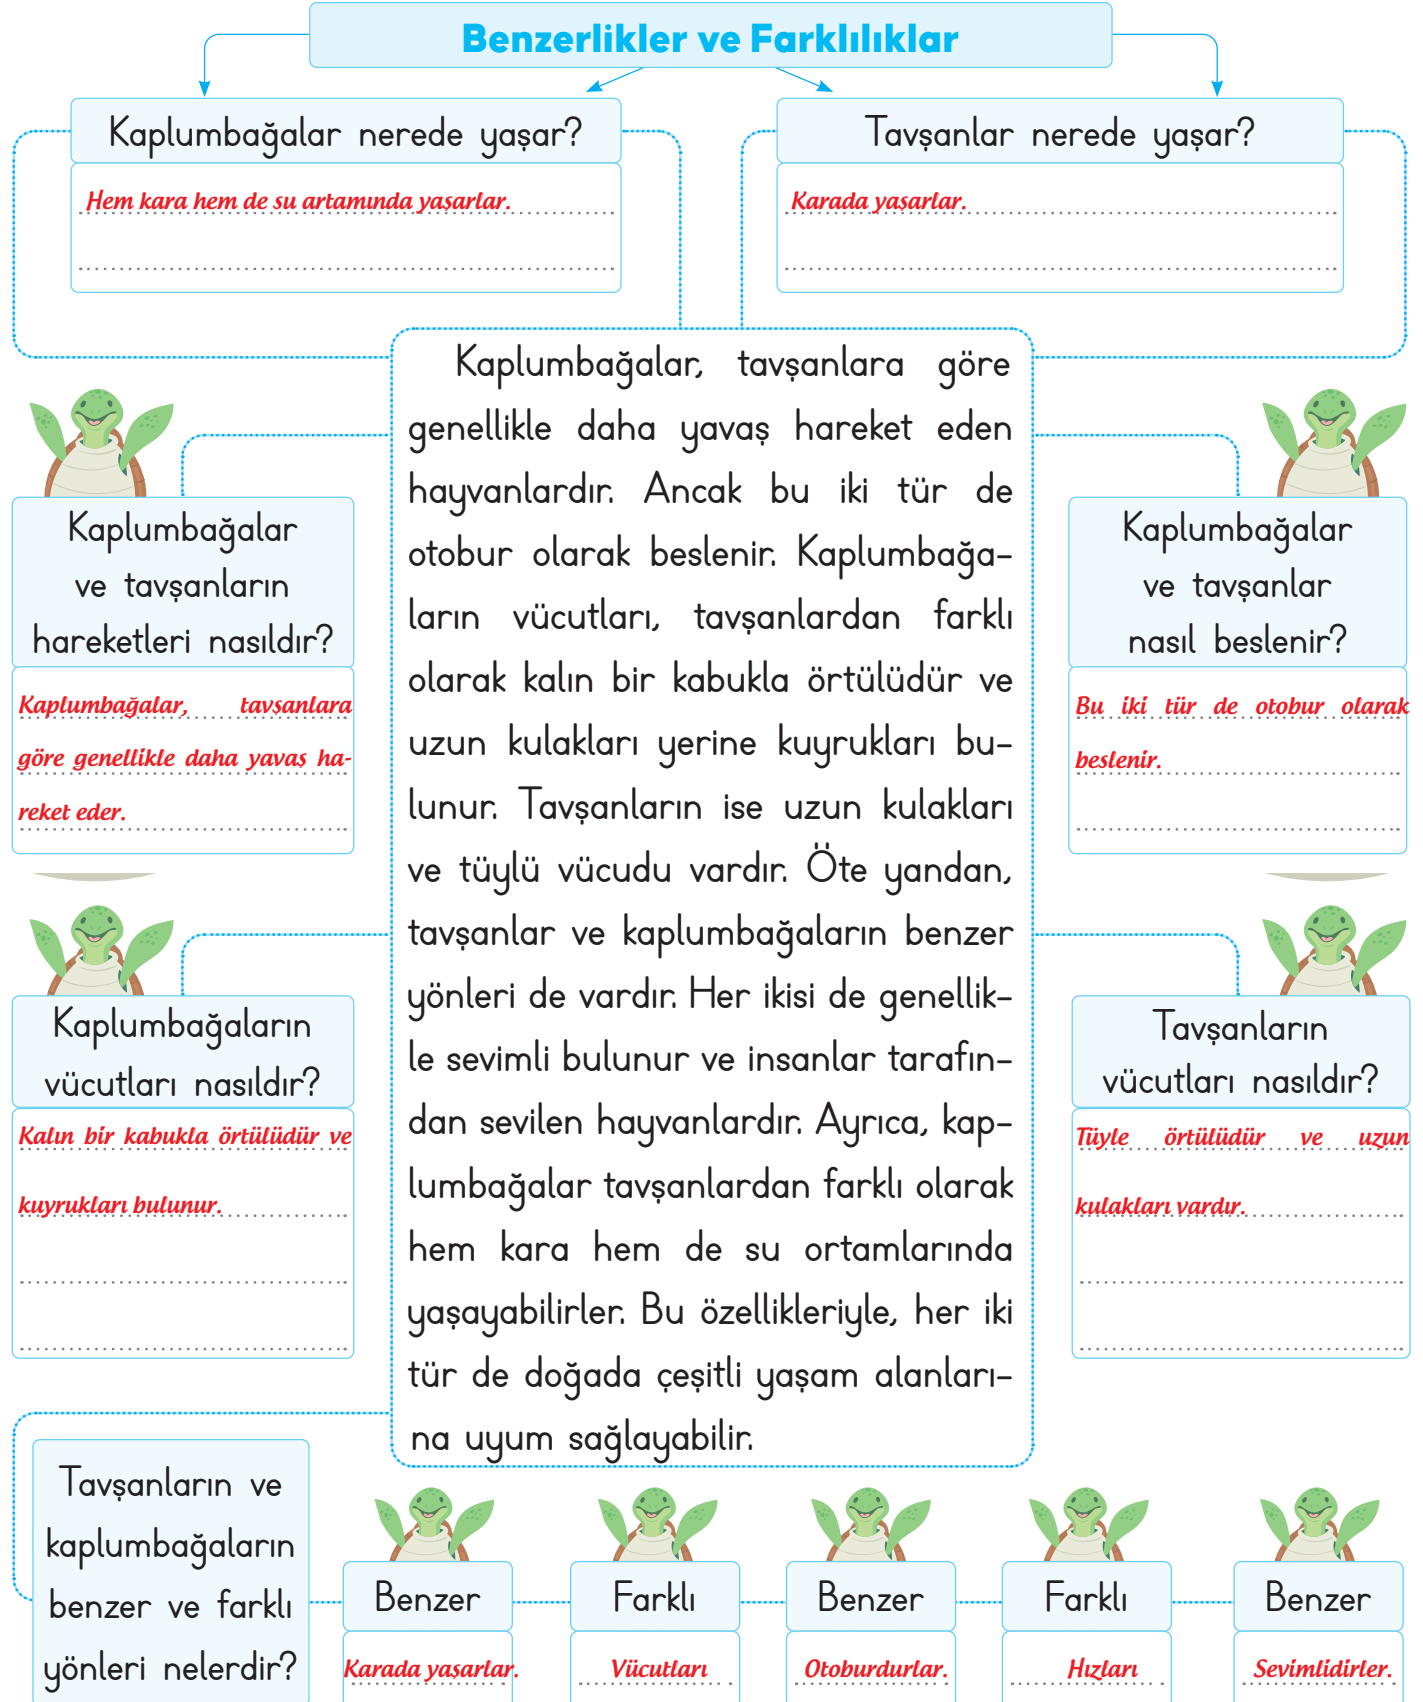 Benzerlikler ve Farklılıklar
Kaplumbağalar nerede yaşar?
Hem kara hem de su artamında yaşarlar.
Tavşanlar nerede yaşar?
Karada yaşarlar.
Kaplumbağalar, tavşanlara göre
genellikle daha yavaş hareket eden
hayvanlardır. Ancak bu iki tür de
otobur olarak beslenir. Kaplumbağa-
ların vücutları, tavşanlardan farklı
olarak kalın bir kabukla örtülüdür ve
uzun kulakları yerine kuyrukları bu-
lunur. Tavşanların ise uzun kulakları
ve tüylü vücudu vardır. Öte yandan,
tavşanlar ve kaplumbağaların benzer
yönleri de vardır. Her ikisi de genellik-
le sevimli bulunur ve insanlar tarafın-
dan sevilen hayvanlardır. Ayrıca, kap-
lumbağalar tavşanlardan farklı olarak
hem kara hem de su ortamlarında
yaşayabilirler. Bu özellikleriyle, her iki
tür de doğada çeşitli yaşam alanları-
na uyum sağlayabilir.
Kaplumbağalar
ve tavşanların
hareketleri nasıldır?
Kaplumbağalar, tavşanlara
göre genellikle daha yavaş ha-
reket eder.
Kaplumbağalar
ve tavşanlar
nasıl beslenir?
Bu iki tür de otobur olarak
beslenir.
Kaplumbağaların
vücutları nasıldır?
Kalın bir kabukla örtülüdür ve
kuyrukları bulunur.
Tavşanların
vücutları nasıldır?
Tüyle örtülüdür ve uzun
kulakları vardır.
Tavşanların ve
kaplumbağaların
benzer ve farklı
yönleri nelerdir?
Benzer
Karada yaşarlar.
Farklı
Vücutları
Benzer
Otoburdurlar.
Farklı
Hızları
Benzer
Sevimlidirler.